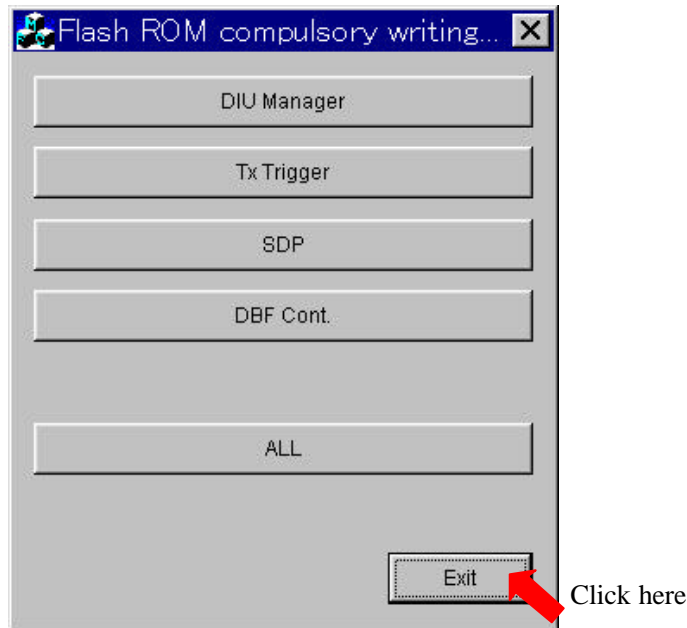 Flash ROM compulsory writing...
DIU Manager
Tx Trigger
SDP
DBF Cont.
ALL
Exit
Click here